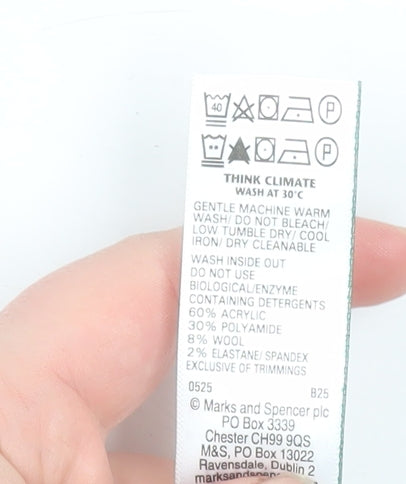 40 P
P
THINK CLIMATE
WASH AT 30°C
GENTLE MACHINE WARM
WASH/ DO NOT BLEACH/
LOW TUMBLE DRY/ COOL
IRON/ DRY CLEANABLE
WASH INSIDE OUT
DO NOT USE
BIOLOGICAL/ENZYME
CONTAINING DETERGENTS
60% ACRYLIC
30% POLYAMIDE
8% WOOL
2% ELASTANE/ SPANDEX
EXCLUSIVE OF TRIMMINGS
0525 B25
© Marks and Spencer plc
PO Box 3339
Chester CH99 9QS
M&S, PO Box 13022
Ravensdale, Dublin 2